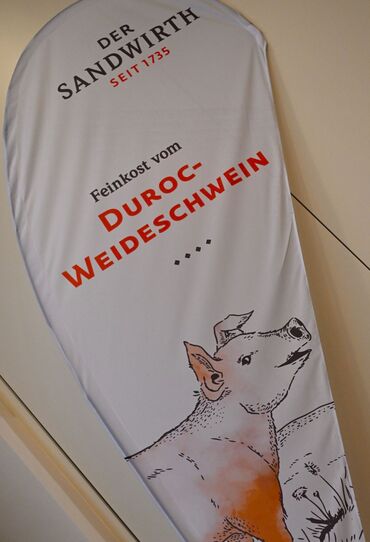 DER
SANDWIRTH
SEIT 1735
Feinkost vom
DUROC-
WEIDESCHWEIN